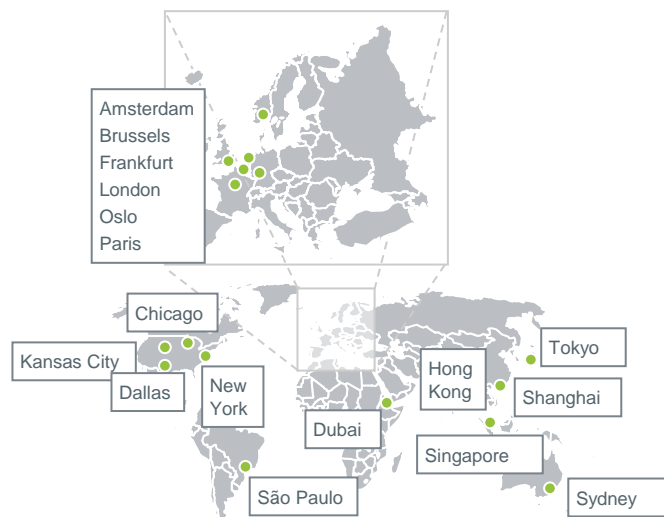 Amsterdam
Brussels
Frankfurt
London
Oslo
Paris
Chicago
Kansas City
Dallas
New
York
Dubai
São Paulo
Hong
Kong
Tokyo
Shanghai
Singapore
Sydney